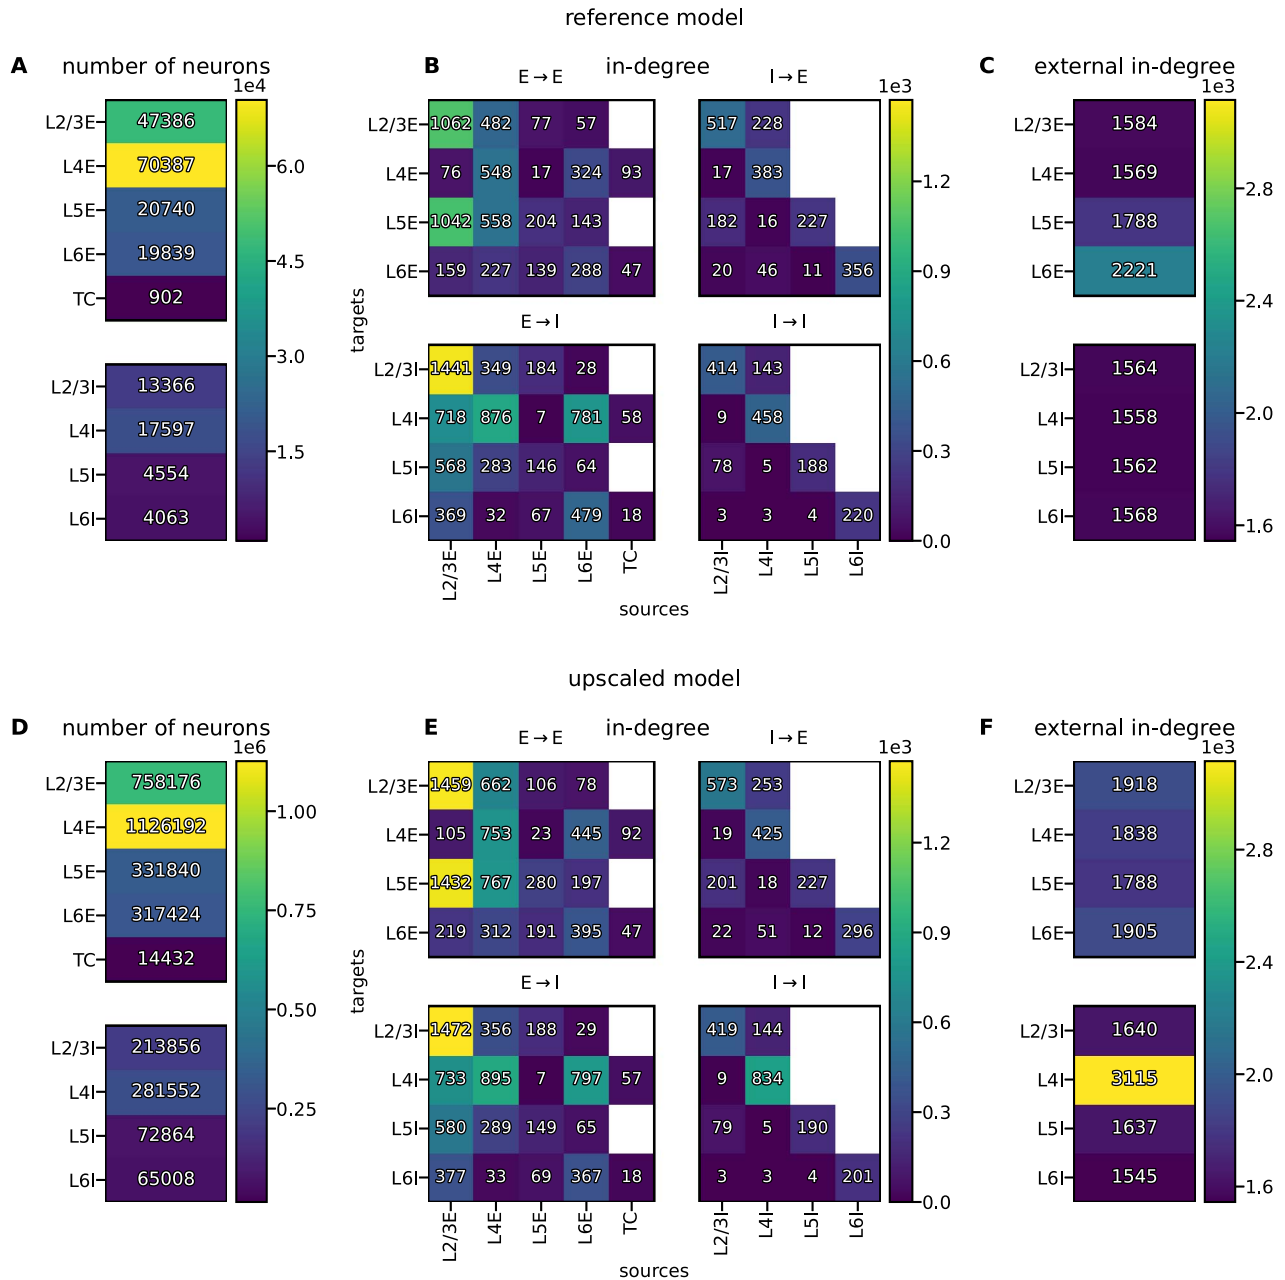 reference model
A number of neurons
1e4
L2/3E 47386
L4E 70387
L5E 20740
L6E 19839
TC 902
L2/3I 13366
L4I 17597
L5I 4554
L6I 4063
6.0
4.5
3.0
1.5
B in-degree
E → E I → E
1e3
targets
L2/3E 1062 482 77 57 517 228
L4E 76 548 17 324 93 17 383
L5E 1042 558 204 143 182 16 227
L6E 159 227 139 288 47 20 46 11 356
E → I I → I
L2/3I 1441 349 184 28 414 143
L4I 718 876 7 781 58 9 458
L5I 568 283 146 64 78 5 188
L6I 369 32 67 479 18 3 3 4 220
L2/3E L4E L5E L6E TC L2/3I L4I L5I L6I
sources
1.2
0.9
0.6
0.3
0.0
C external in-degree
1e3
L2/3E 1584
L4E 1569
L5E 1788
L6E 2221
L2/3I 1564
L4I 1558
L5I 1562
L6I 1568
2.8
2.4
2.0
1.6
upscaled model
D number of neurons
1e6
L2/3E 758176
L4E 1126192
L5E 331840
L6E 317424
TC 14432
L2/3I 213856
L4I 281552
L5I 72864
L6I 65008
1.00
0.75
0.50
0.25
E in-degree
E → E I → E
1e3
targets
L2/3E 1459 662 106 78 573 253
L4E 105 753 23 445 92 19 425
L5E 1432 767 280 197 201 18 227
L6E 219 312 191 395 47 22 51 12 296
E → I I → I
L2/3I 1472 356 188 29 419 144
L4I 733 895 7 797 57 9 834
L5I 580 289 149 65 79 5 190
L6I 377 33 69 367 18 3 3 4 201
L2/3E L4E L5E L6E TC L2/3I L4I L5I L6I
sources
1.2
0.9
0.6
0.3
0.0
F external in-degree
1e3
L2/3E 1918
L4E 1838
L5E 1788
L6E 1905
L2/3I 1640
L4I 3115
L5I 1637
L6I 1545
2.8
2.4
2.0
1.6